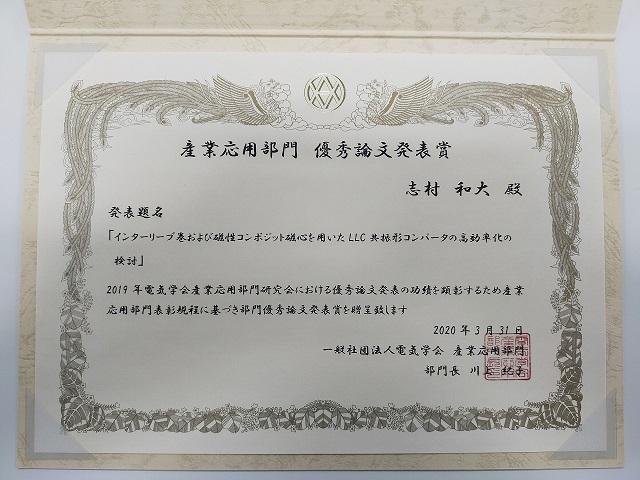 産業応用部門 優秀論文発表賞
志村 和大 殿
発表題名
「インターリーブ巻および磁性コンポジット磁心を用いたLLC共振形コンバータの高効率化の
検討」
2019年電気学会産業応用部門研究会における優秀論文発表の功績を顕彰するため産業
応用部門表彰規程に基づき部門優秀論文発表賞を贈呈致します
2020年3月31日
一般社団法人電気学会 産業応用部門
部門長 川上